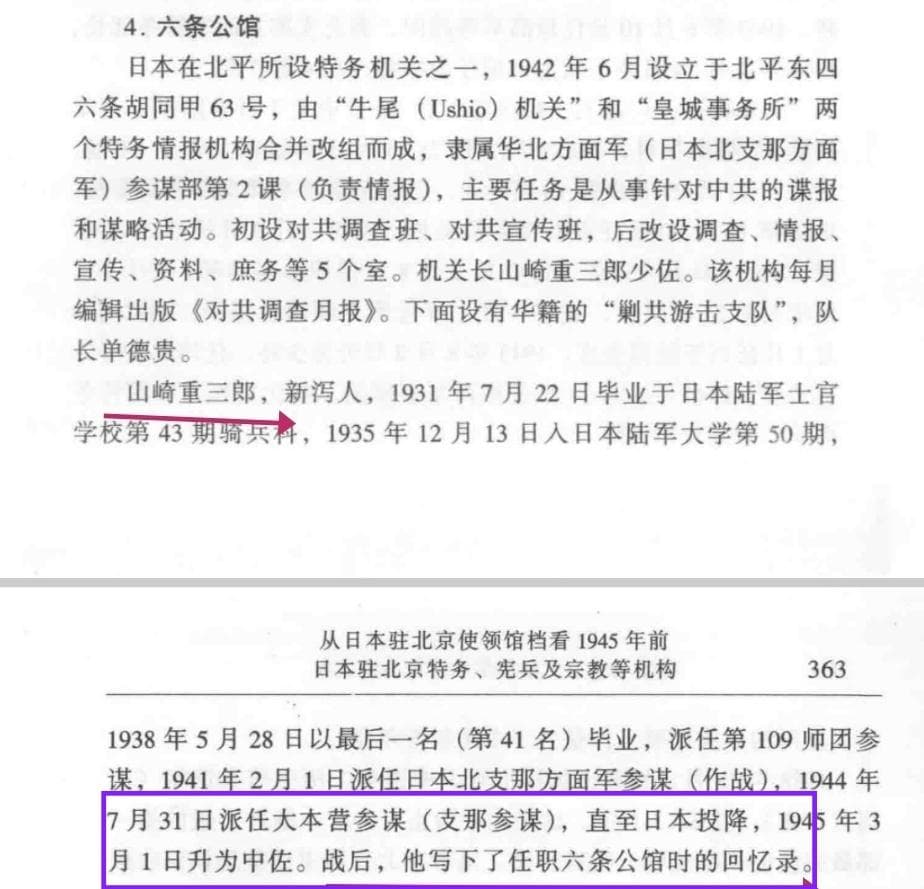 4. 六条公馆
日本在北平所设特务机关之一，1942 年 6 月设立于北平东四
六条胡同甲 63 号，由“牛尾（Ushio）机关”和“皇城事务所”两
个特务情报机构合并改组而成，隶属华北方面军（日本北支那方面
军）参谋部第 2 课（负责情报），主要任务是从事针对中共的谍报
和谋略活动。初设对共调查班、对共宣传班，后改设调查、情报、
宣传、资料、庶务等 5 个室。机关长山崎重三郎少佐。该机构每月
编辑出版《对共调查月报》。下面设有华籍的“剿共游击支队”，队
长单德贵。
山崎重三郎，新泻人，1931 年 7 月 22 日毕业于日本陆军士官
学校第 43 期骑兵科，1935 年 12 月 13 日入日本陆军大学第 50 期，
从日本驻北京使领馆档看 1945 年前
日本驻北京特务、宪兵及宗教等机构 363
1938 年 5 月 28 日以最后一名（第 41 名）毕业，派任第 109 师团参
谋，1941 年 2 月 1 日派任日本北支那方面军参谋（作战），1944 年
7 月 31 日派任大本营参谋（支那参谋），直至日本投降，1945 年 3
月 1 日升为中佐。战后，他写下了任职六条公馆时的回忆录。